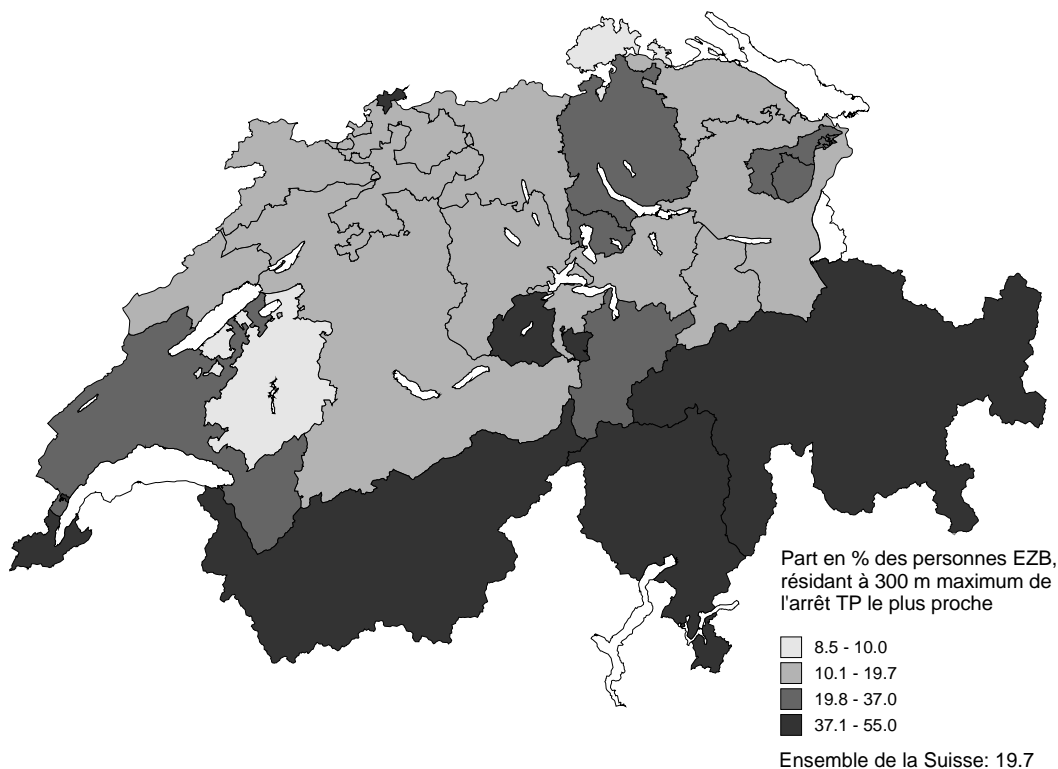 Part en % des personnes EZB,
résidant à 300 m maximum de
l'arrêt TP le plus proche
8.5 - 10.0
10.1 - 19.7
19.8 - 37.0
37.1 - 55.0
Ensemble de la Suisse: 19.7